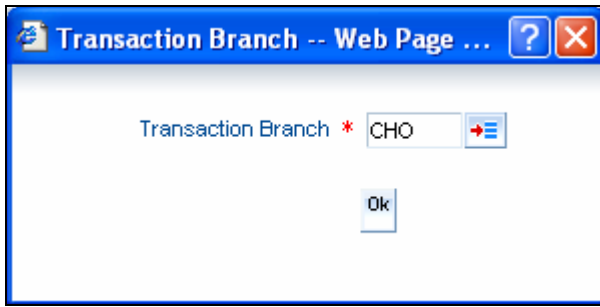 Transaction Branch -- Web Page ...
Transaction Branch * CHO
Ok